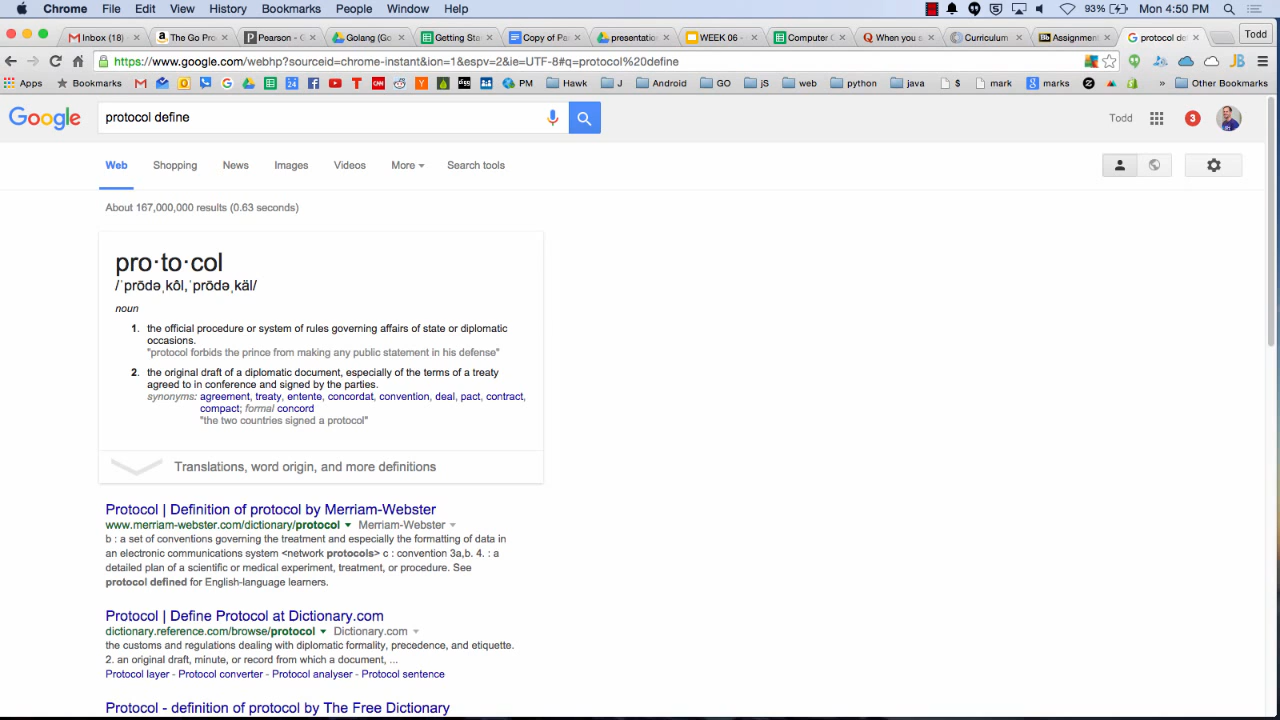 Chrome File Edit View History Bookmarks People Window Help 93% Mon 4:50 PM
Inbox (18) The Go Pro Pearson - Golang (Go Getting Sta Copy of Pa presentation WEEK 06 - Computer Q When you Curriculum Bb Assignment protocol de Todd
https://www.google.com/webhp?sourceid=chrome-instant&ion=1&espv=2&ie=UTF-8#q=protocol%20define JB
Apps Bookmarks 24 T CNN Y digg PM Hawk J Android GO jS web python java $ mark g marks » Other Bookmarks
Google protocol define Todd 3
Web Shopping News Images Videos More Search tools
About 167,000,000 results (0.63 seconds)
pro·to·col
/ˈprōdəˌkôl,ˈprōdəˌkäl/
noun
1. the official procedure or system of rules governing affairs of state or diplomatic
occasions.
"protocol forbids the prince from making any public statement in his defense"
2. the original draft of a diplomatic document, especially of the terms of a treaty
agreed to in conference and signed by the parties.
synonyms: agreement, treaty, entente, concordat, convention, deal, pact, contract,
compact; formal concord
"the two countries signed a protocol"
Translations, word origin, and more definitions
Protocol | Definition of protocol by Merriam-Webster
www.merriam-webster.com/dictionary/protocol Merriam-Webster
b : a set of conventions governing the treatment and especially the formatting of data in
an electronic communications system <network protocols> c : convention 3a,b. 4. : a
detailed plan of a scientific or medical experiment, treatment, or procedure. See
protocol defined for English-language learners.
Protocol | Define Protocol at Dictionary.com
dictionary.reference.com/browse/protocol Dictionary.com
the customs and regulations dealing with diplomatic formality, precedence, and etiquette.
2. an original draft, minute, or record from which a document, ...
Protocol layer - Protocol converter - Protocol analyser - Protocol sentence
Protocol - definition of protocol by The Free Dictionary